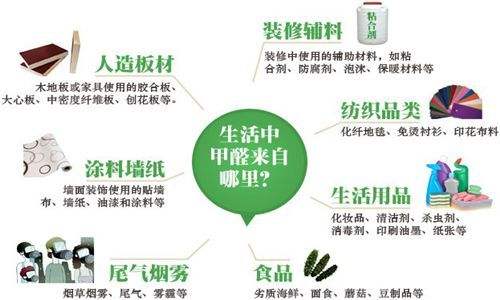 装修辅料
粘合剂
装修中使用的辅助材料，如粘
合剂、防腐剂、泡沫、保暖材料等
人造板材
木地板或家具使用的胶合板、
大心板、中密度纤维板、刨花板等。
纺织品类
化纤地毯、免烫衬衫、印花布料
生活中
甲醛来自
哪里？
涂料墙纸
墙面装饰使用的贴墙
布、墙纸、油漆和涂料等
生活用品
化妆品、清洁剂、杀虫剂、
消毒剂、印刷油墨、纸张等
尾气烟雾
烟草烟雾、尾气、雾霾等
食品
劣质海鲜、面食、蘑菇、豆制品等